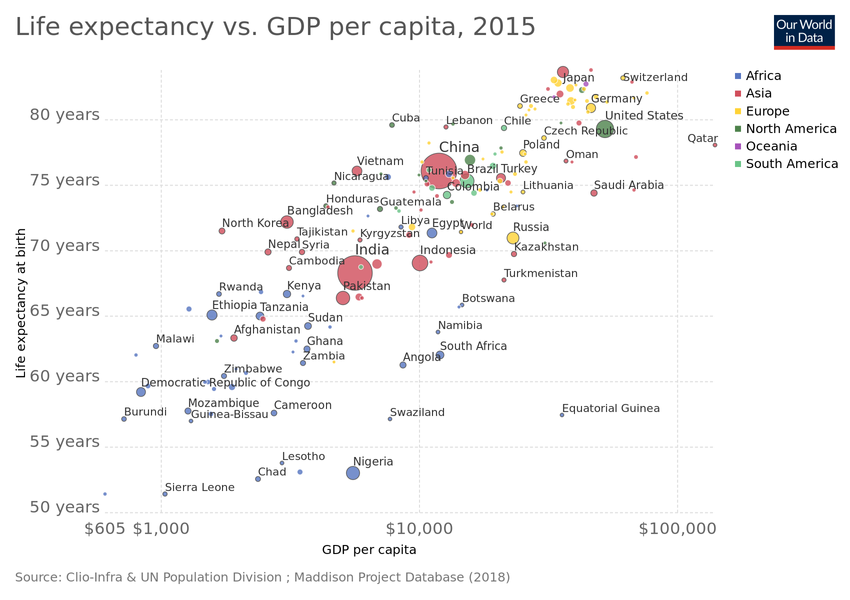 Life expectancy vs. GDP per capita, 2015
Our World
in Data
Africa
Asia
Europe
North America
Oceania
South America
Life expectancy at birth
80 years
75 years
70 years
65 years
60 years
55 years
50 years
Japan
Switzerland
Greece
Germany
Cuba
Lebanon
Chile
United States
Czech Republic
Qatar
China
Poland
Oman
Vietnam
Nicaragua
Tunisia
Brazil
Turkey
Colombia
Lithuania
Saudi Arabia
Honduras
Guatemala
Bangladesh
Belarus
North Korea
Tajikistan
Libya
Egypt
World
Russia
Kyrgyzstan
Nepal
Syria
India
Indonesia
Kazakhstan
Cambodia
Turkmenistan
Rwanda
Kenya
Pakistan
Botswana
Ethiopia
Tanzania
Sudan
Namibia
Afghanistan
Malawi
Ghana
South Africa
Zambia
Angola
Zimbabwe
Democratic Republic of Congo
Mozambique
Cameroon
Burundi
Guinea-Bissau
Swaziland
Equatorial Guinea
Lesotho
Nigeria
Chad
Sierra Leone
$605
$1,000
$10,000
$100,000
GDP per capita
Source: Clio-Infra & UN Population Division ; Maddison Project Database (2018)